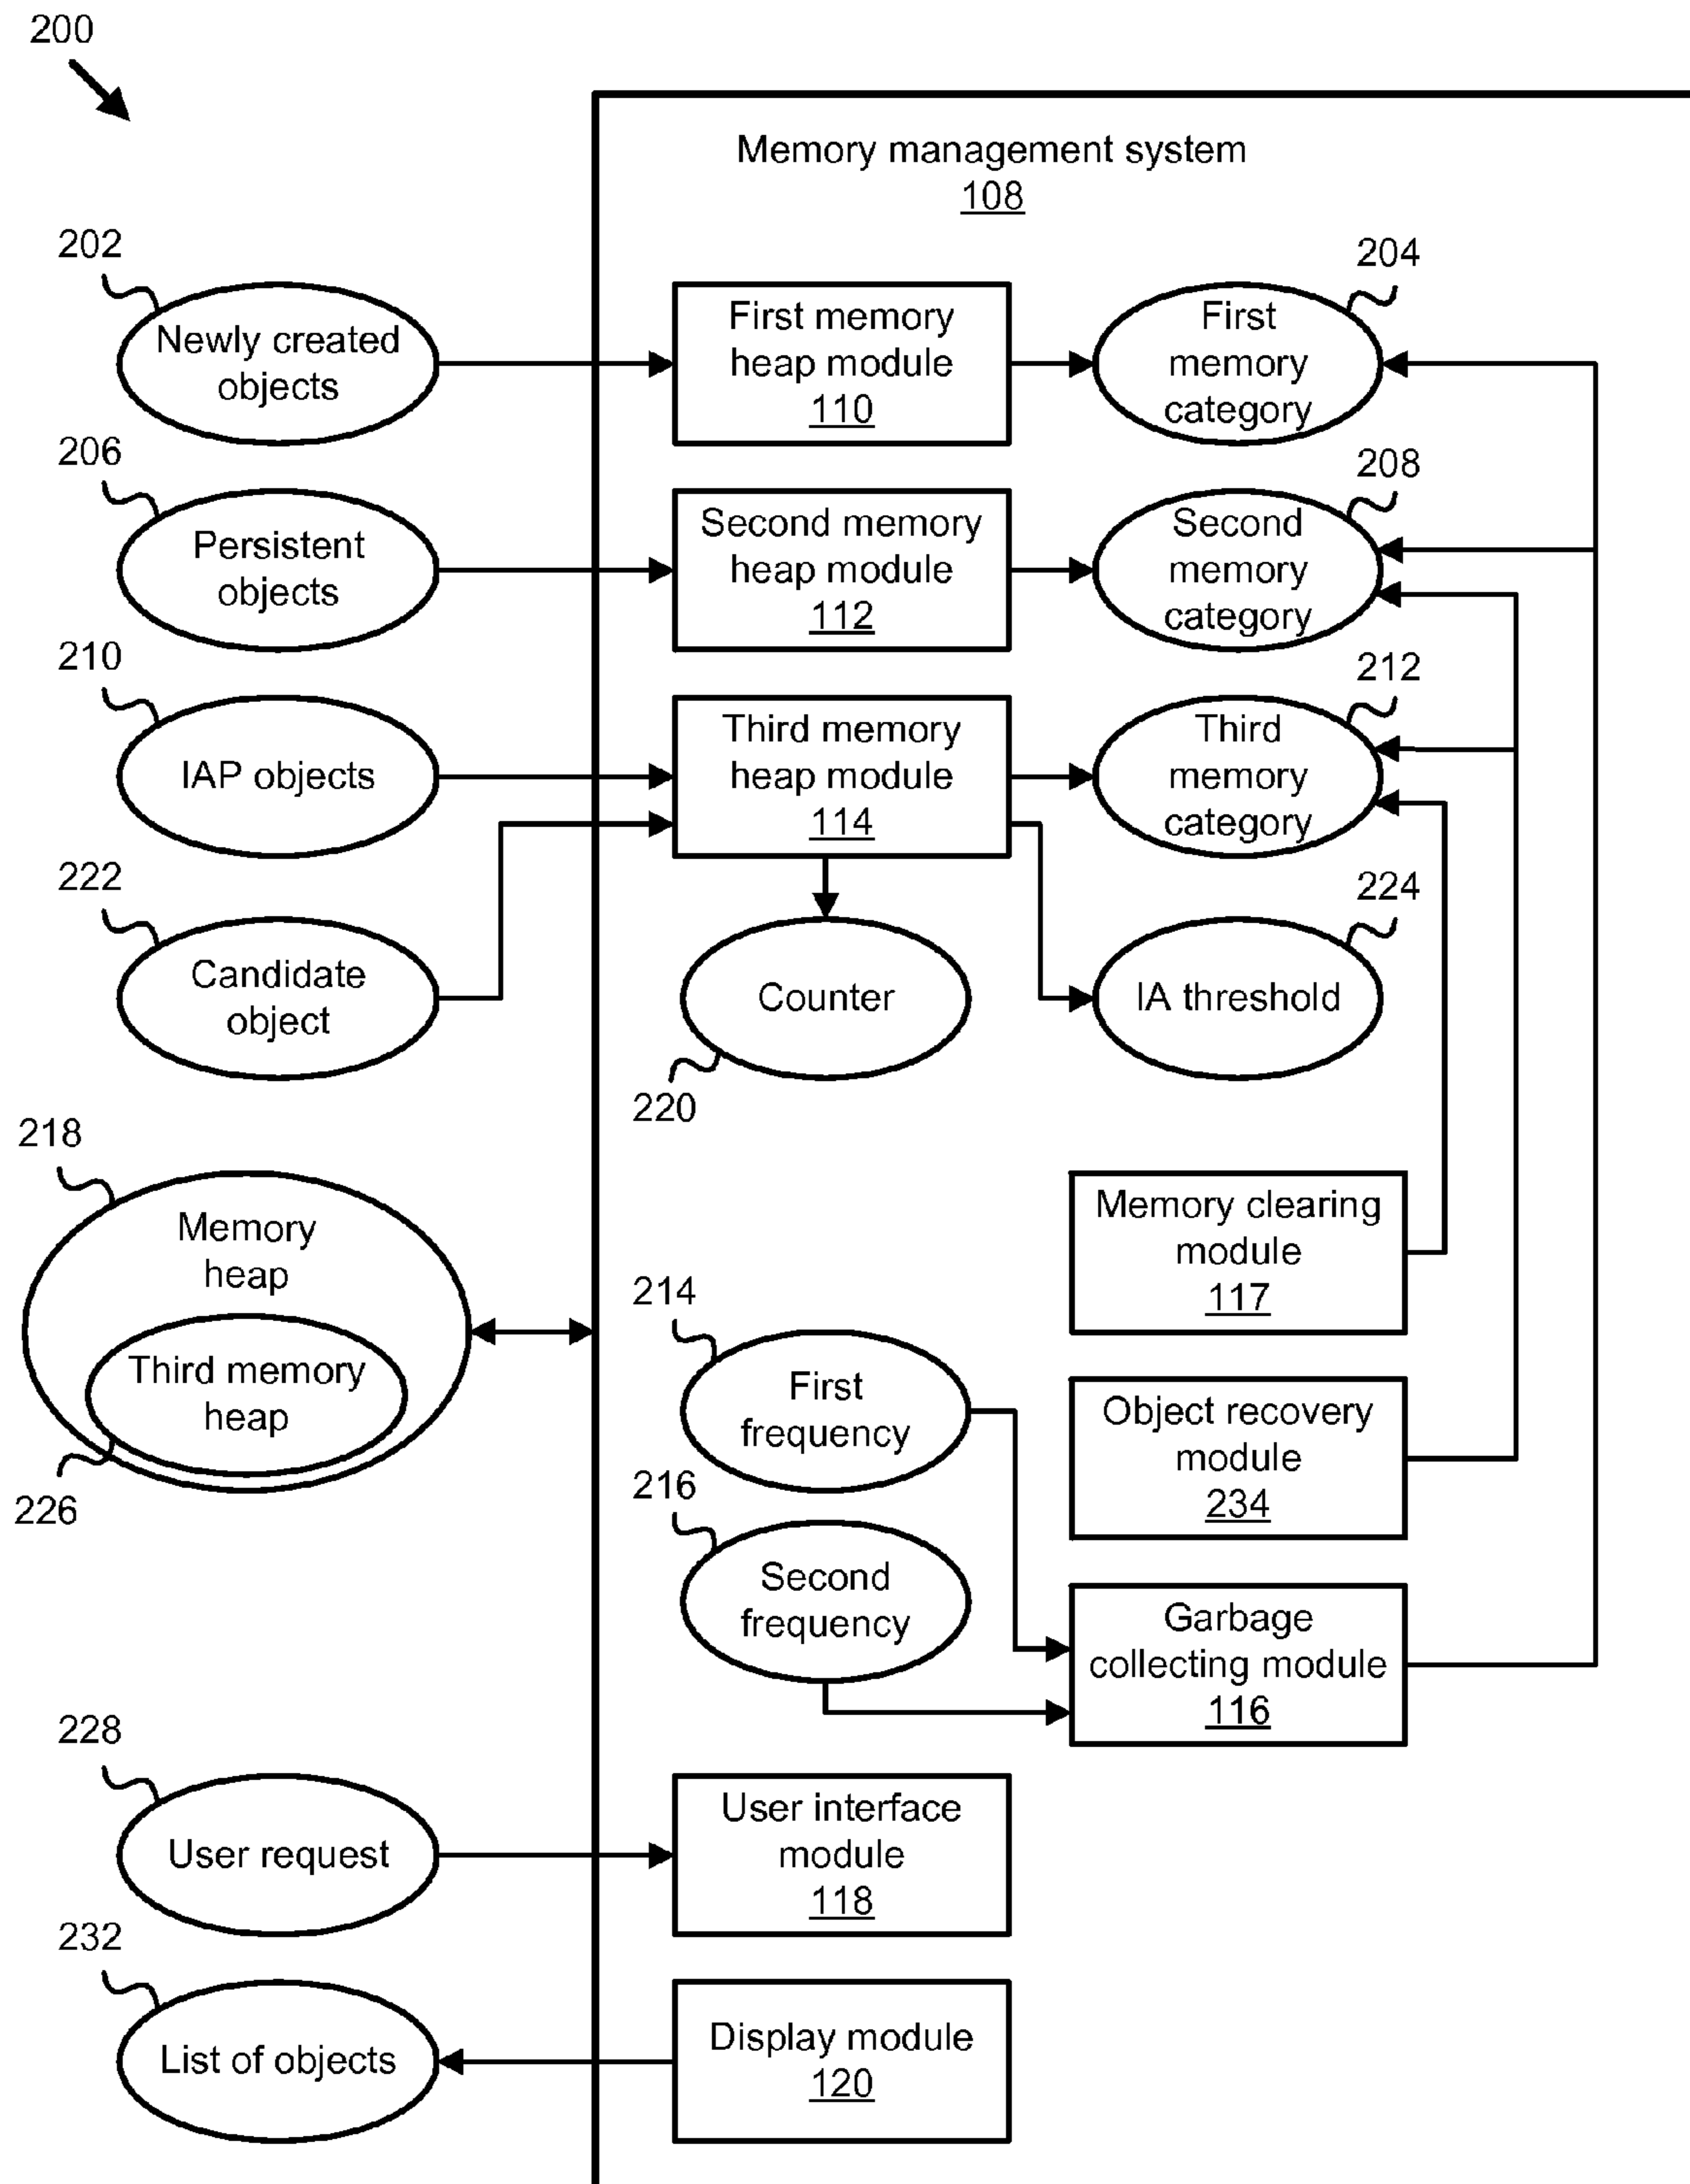 200
Memory management system
108
202
Newly created
objects
First memory
heap module
110
204
First
memory
category
206
Persistent
objects
Second memory
heap module
112
208
Second
memory
category
210
IAP objects
Third memory
heap module
114
212
Third
memory
category
222
Candidate
object
Counter
220
224
IA threshold
218
Memory
heap
Third memory
heap
226
Memory clearing
module
117
214
First
frequency
Object recovery
module
234
216
Second
frequency
Garbage
collecting module
116
228
User request
User interface
module
118
232
List of objects
Display module
120